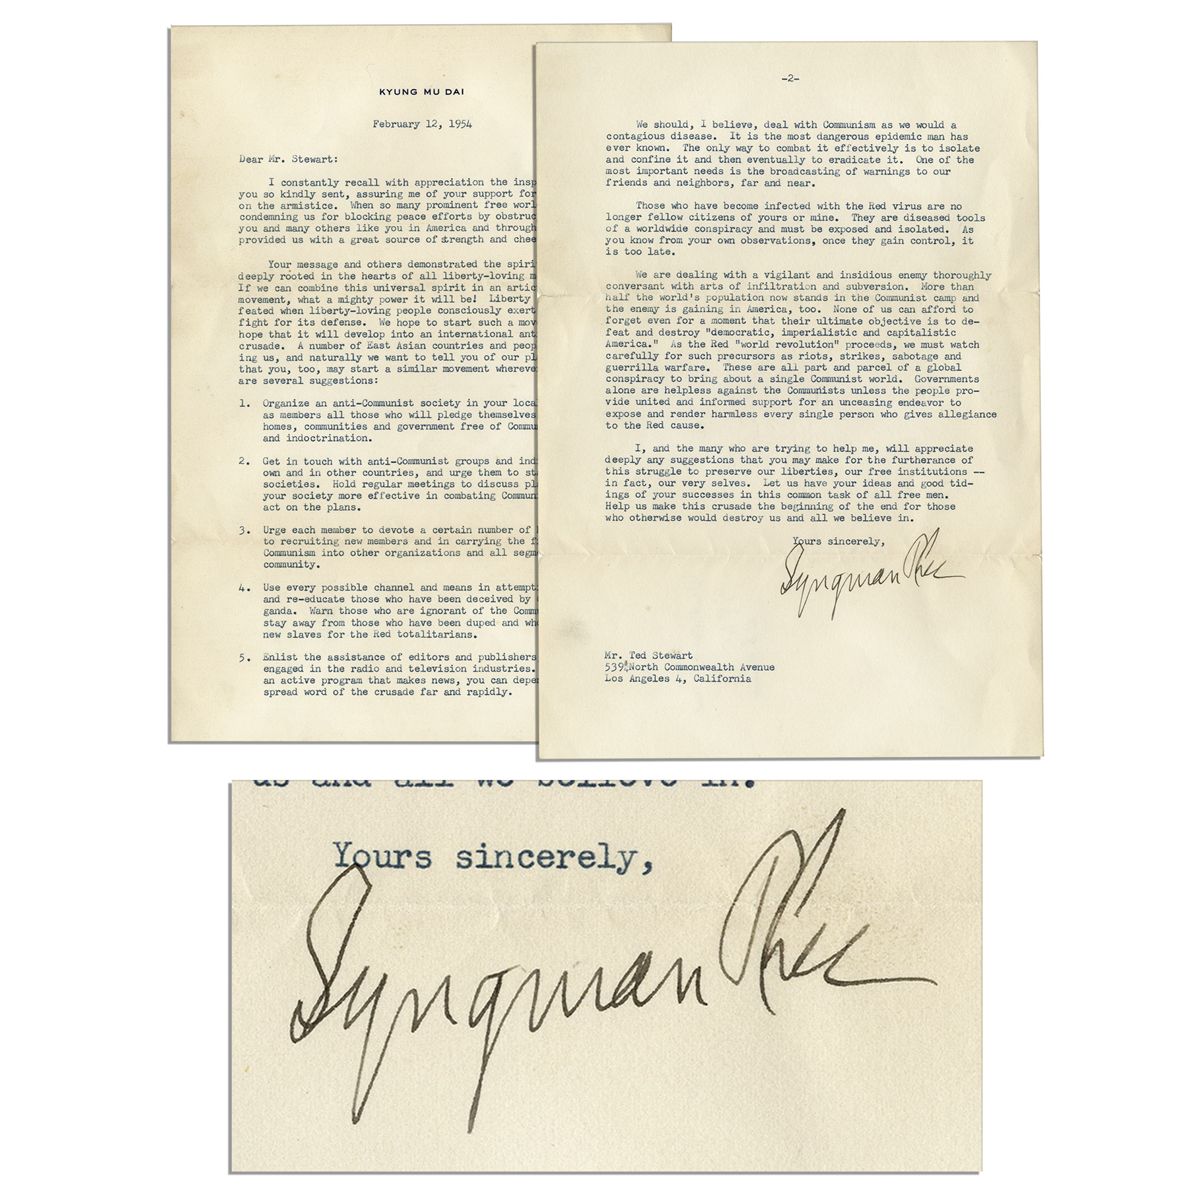 KYUNG MU DAI
February 12, 1954
Dear Mr. Stewart:
I constantly recall with appreciation the insp
you so kindly sent, assuring me of your support for
on the armistice. When so many prominent free worl
condemning us for blocking peace efforts by obstruc
you and many others like you in America and through
provided us with a great source of strength and chee
Your message and others demonstrated the spiri
deeply rooted in the hearts of all liberty-loving m
If we can combine this universal spirit in an artic
movement, what a mighty power it will be! Liberty
feated when liberty-loving people consciously exert
fight for its defense. We hope to start such a mov
hope that it will develop into an international ant
crusade. A number of East Asian countries and peop
ing us, and naturally we want to tell you of our pl
that you, too, may start a similar movement whereve
are several suggestions:
1. Organize an anti-Communist society in your loca
as members all those who will pledge themselves
homes, communities and government free of Commu
and indoctrination.
2. Get in touch with anti-Communist groups and ind
own and in other countries, and urge them to st
societies. Hold regular meetings to discuss pl
your society more effective in combating Commun
act on the plans.
3. Urge each member to devote a certain number of
to recruiting new members and in carrying the f
Communism into other organizations and all segm
community.
4. Use every possible channel and means in attempt
and re-educate those who have been deceived by
ganda. Warn those who are ignorant of the Comm
stay away from those who have been duped and wh
new slaves for the Red totalitarians.
5. Enlist the assistance of editors and publishers
engaged in the radio and television industries.
an active program that makes news, you can depe
spread word of the crusade far and rapidly.
-2-
We should, I believe, deal with Communism as we would a
contagious disease. It is the most dangerous epidemic man has
ever known. The only way to combat it effectively is to isolate
and confine it and then eventually to eradicate it. One of the
most important needs is the broadcasting of warnings to our
friends and neighbors, far and near.
Those who have become infected with the Red virus are no
longer fellow citizens of yours or mine. They are diseased tools
of a worldwide conspiracy and must be exposed and isolated. As
you know from your own observations, once they gain control, it
is too late.
We are dealing with a vigilant and insidious enemy thoroughly
conversant with arts of infiltration and subversion. More than
half the world's population now stands in the Communist camp and
the enemy is gaining in America, too. None of us can afford to
forget even for a moment that their ultimate objective is to de-
feat and destroy "democratic, imperialistic and capitalistic
America." As the Red "world revolution" proceeds, we must watch
carefully for such precursors as riots, strikes, sabotage and
guerrilla warfare. These are all part and parcel of a global
conspiracy to bring about a single Communist world. Governments
alone are helpless against the Communists unless the people pro-
vide united and informed support for an unceasing endeavor to
expose and render harmless every single person who gives allegiance
to the Red cause.
I, and the many who are trying to help me, will appreciate
deeply any suggestions that you may make for the furtherance of
this struggle to preserve our liberties, our free institutions --
in fact, our very selves. Let us have your ideas and good tid-
ings of your successes in this common task of all free men.
Help us make this crusade the beginning of the end for those
who otherwise would destroy us and all we believe in.
Yours sincerely,
Syngman Rhee
Mr. Ted Stewart
539 North Commonwealth Avenue
Los Angeles 4, California
us and all we believe in.
Yours sincerely,
Syngman Rhee